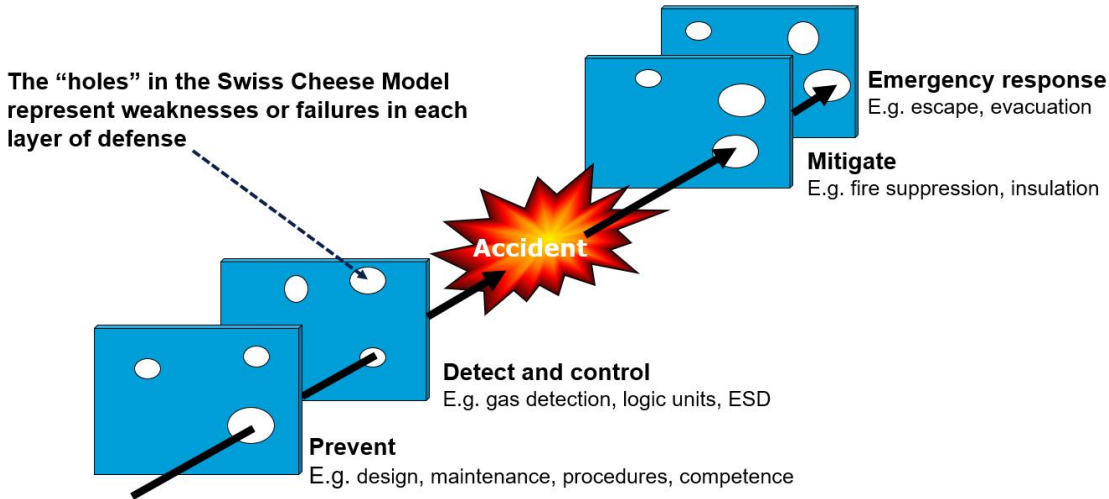 The “holes” in the Swiss Cheese Model
represent weaknesses or failures in each
layer of defense
Emergency response
E.g. escape, evacuation
Mitigate
E.g. fire suppression, insulation
Accident
Detect and control
E.g. gas detection, logic units, ESD
Prevent
E.g. design, maintenance, procedures, competence